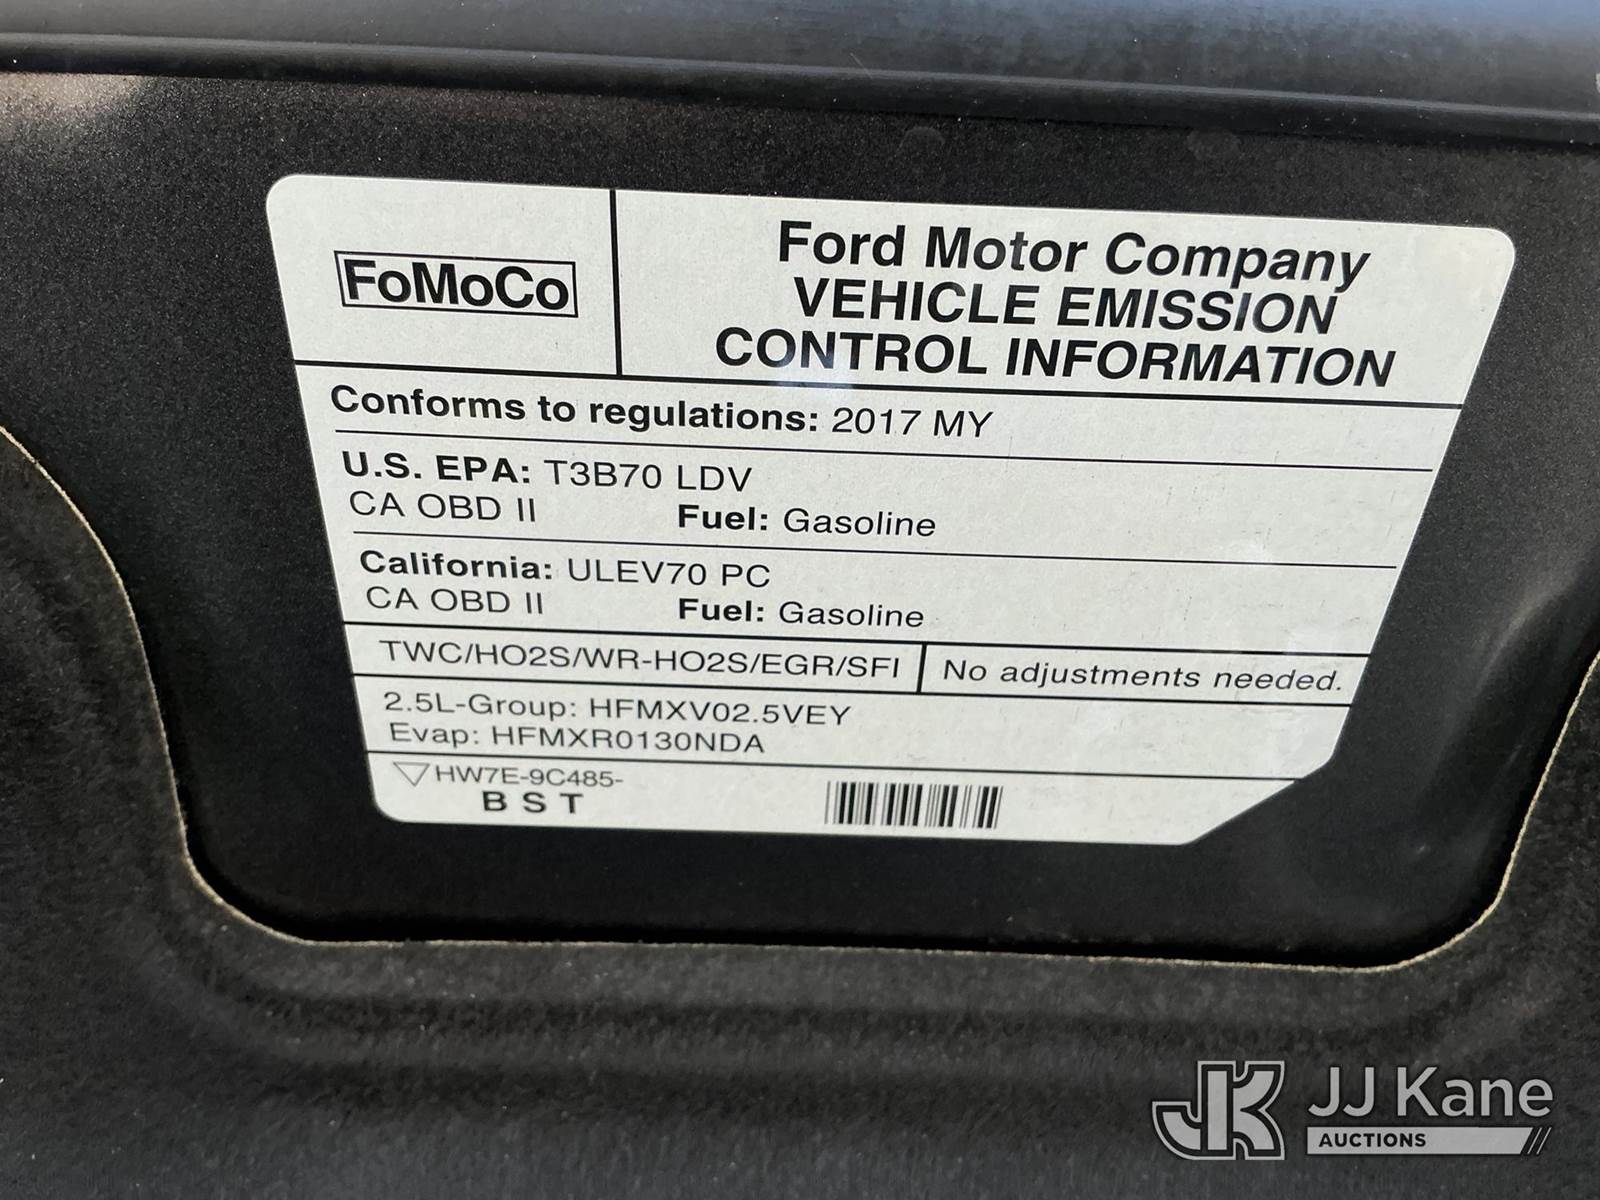 FoMoCo
Ford Motor Company
VEHICLE EMISSION
CONTROL INFORMATION
Conforms to regulations: 2017 MY
U.S. EPA: T3B70 LDV
CA OBD II Fuel: Gasoline
California: ULEV70 PC
CA OBD II Fuel: Gasoline
TWC/HO2S/WR-HO2S/EGR/SFI No adjustments needed.
2.5L-Group: HFMXV02.5VEY
Evap: HFMXR0130NDA
HW7E-9C485-
B S T
JK JJ Kane
AUCTIONS